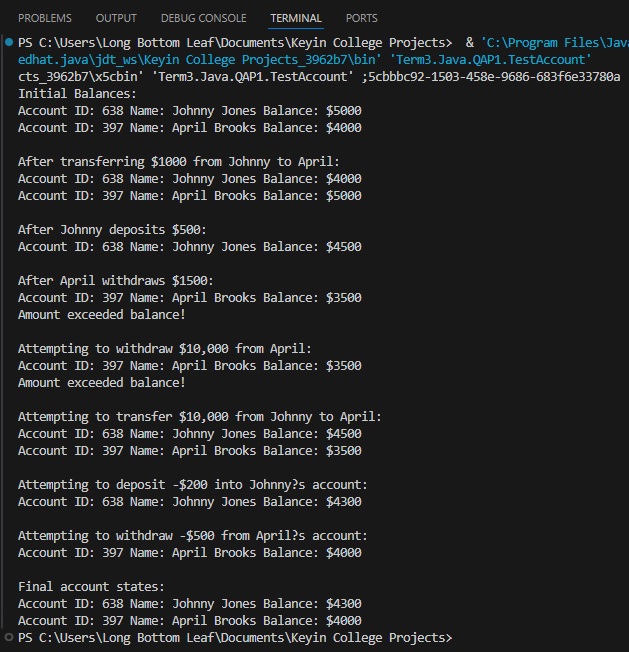 PROBLEMS OUTPUT DEBUG CONSOLE TERMINAL PORTS
PS C:\Users\Long Bottom Leaf\Documents\Keyin College Projects> & 'C:\Program Files\Java
edhat.java\jdt_ws\Keyin College Projects_3962b7\bin' 'Term3.Java.QAP1.TestAccount'
cts_3962b7\x5cbin' 'Term3.Java.QAP1.TestAccount' ;5cbbbc92-1503-458e-9686-683f6e33780a
Initial Balances:
Account ID: 638 Name: Johnny Jones Balance: $5000
Account ID: 397 Name: April Brooks Balance: $4000

After transferring $1000 from Johnny to April:
Account ID: 638 Name: Johnny Jones Balance: $4000
Account ID: 397 Name: April Brooks Balance: $5000

After Johnny deposits $500:
Account ID: 638 Name: Johnny Jones Balance: $4500

After April withdraws $1500:
Account ID: 397 Name: April Brooks Balance: $3500
Amount exceeded balance!

Attempting to withdraw $10,000 from April:
Account ID: 397 Name: April Brooks Balance: $3500
Amount exceeded balance!

Attempting to transfer $10,000 from Johnny to April:
Account ID: 638 Name: Johnny Jones Balance: $4500
Account ID: 397 Name: April Brooks Balance: $3500

Attempting to deposit -$200 into Johnny?s account:
Account ID: 638 Name: Johnny Jones Balance: $4300

Attempting to withdraw -$500 from April?s account:
Account ID: 397 Name: April Brooks Balance: $4000

Final account states:
Account ID: 638 Name: Johnny Jones Balance: $4300
Account ID: 397 Name: April Brooks Balance: $4000
PS C:\Users\Long Bottom Leaf\Documents\Keyin College Projects>